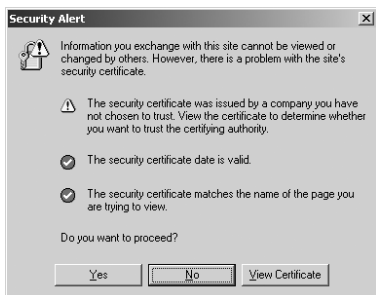 Security Alert
Information you exchange with this site cannot be viewed or
changed by others. However, there is a problem with the site's
security certificate.
The security certificate was issued by a company you have
not chosen to trust. View the certificate to determine whether
you want to trust the certifying authority.
The security certificate date is valid.
The security certificate matches the name of the page you
are trying to view.
Do you want to proceed?
Yes No View Certificate